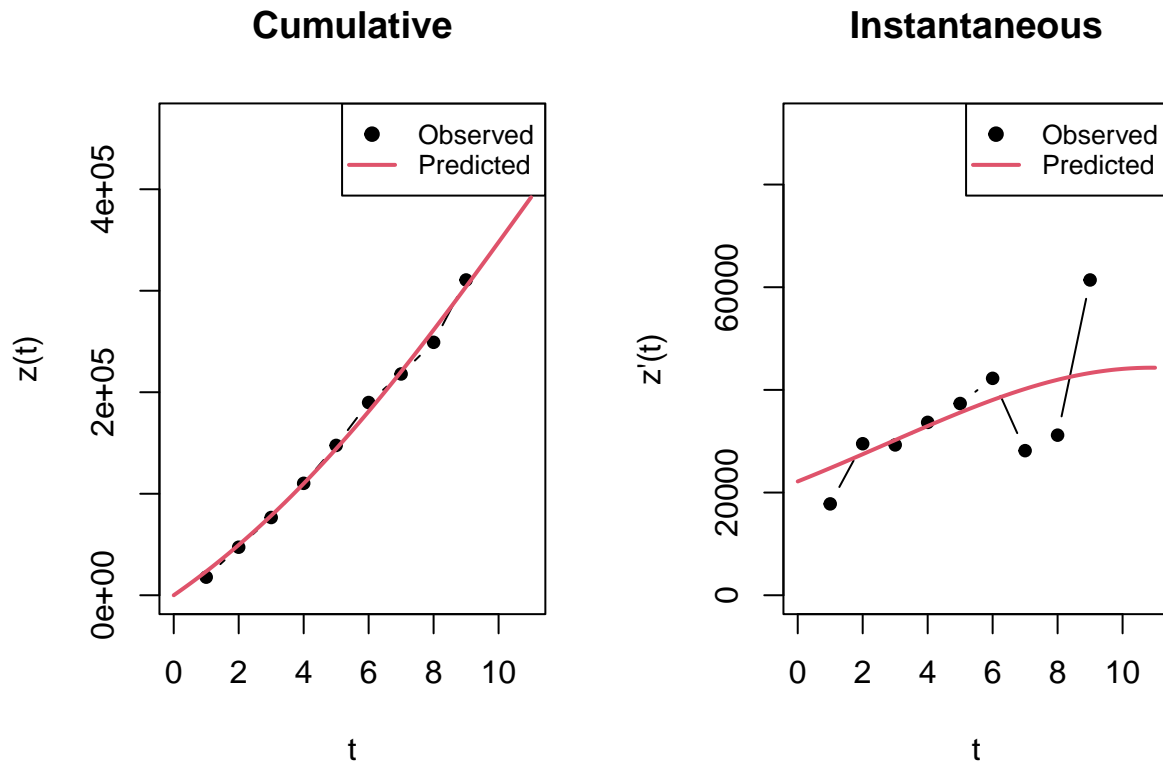 Cumulative
z(t)
0e+00
2e+05
4e+05
Observed
Predicted
0 2 4 6 8 10
t
Instantaneous
z'(t)
0
20000
60000
Observed
Predicted
0 2 4 6 8 10
t